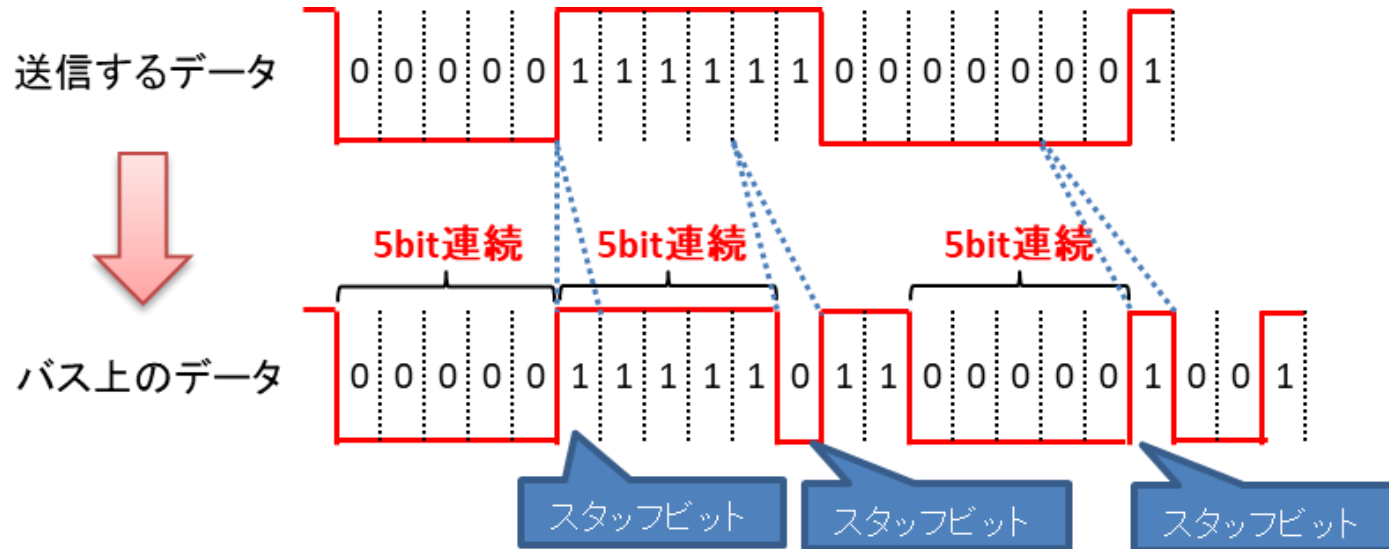 送信するデータ 0 0 0 0 0 1 1 1 1 1 1 0 0 0 0 0 0 0 1
5bit連続 5bit連続 5bit連続
バス上のデータ 0 0 0 0 0 1 1 1 1 1 0 1 1 0 0 0 0 0 1 0 0 1
スタッフビット スタッフビット スタッフビット